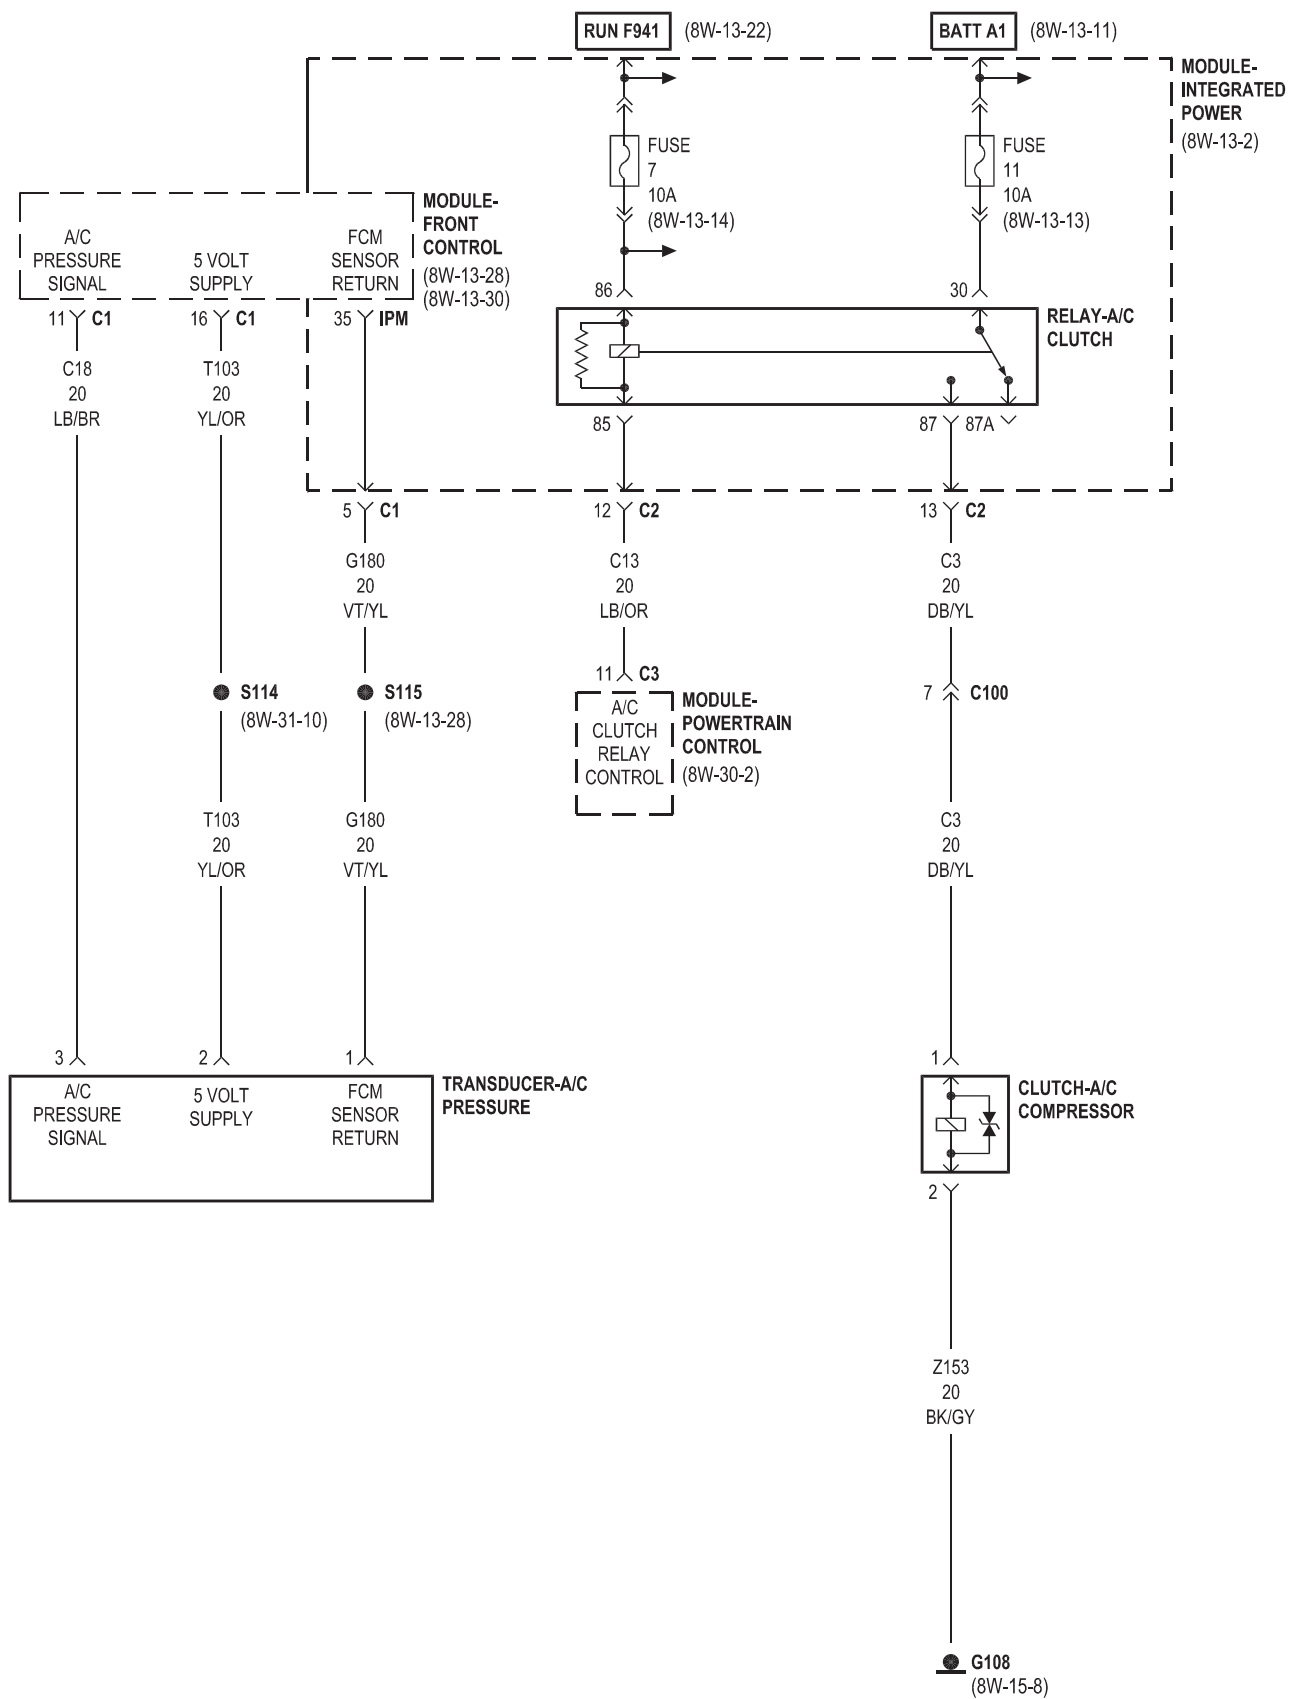 RUN F941 (8W-13-22)
BATT A1 (8W-13-11)
MODULE-
INTEGRATED
POWER
(8W-13-2)
FUSE
7
10A
(8W-13-14)
FUSE
11
10A
(8W-13-13)
MODULE-
FRONT
CONTROL
(8W-13-28)
(8W-13-30)
A/C
PRESSURE
SIGNAL
5 VOLT
SUPPLY
FCM
SENSOR
RETURN
11 C1
16 C1
35 IPM
86
30
RELAY-A/C
CLUTCH
C18
20
LB/BR
T103
20
YL/OR
85
87
87A
5 C1
12 C2
13 C2
G180
20
VT/YL
C13
20
LB/OR
C3
20
DB/YL
S114
(8W-31-10)
S115
(8W-13-28)
11 C3
A/C
CLUTCH
RELAY
CONTROL
MODULE-
POWERTRAIN
CONTROL
(8W-30-2)
7 C100
T103
20
YL/OR
G180
20
VT/YL
C3
20
DB/YL
3
2
1
1
A/C
PRESSURE
SIGNAL
5 VOLT
SUPPLY
FCM
SENSOR
RETURN
TRANSDUCER-A/C
PRESSURE
CLUTCH-A/C
COMPRESSOR
2
Z153
20
BK/GY
G108
(8W-15-8)